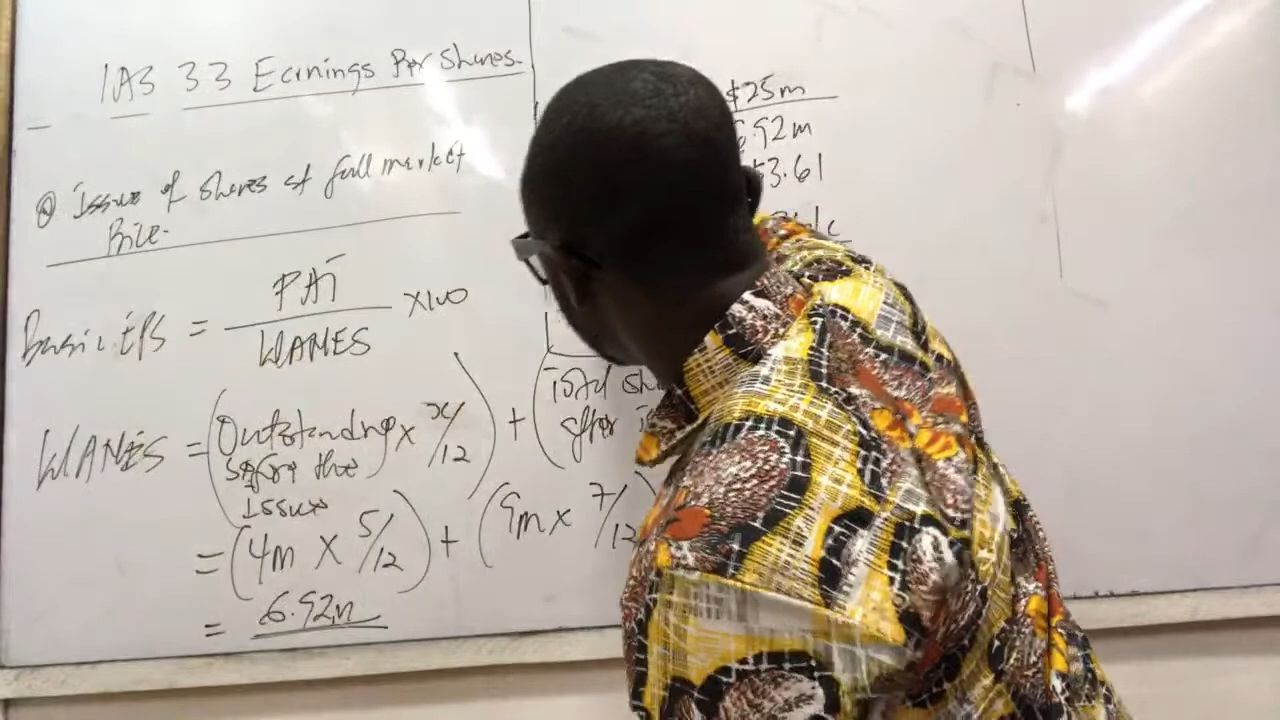 IAS 33 Earnings Per Shares.
@ Issue of Shares at full market
Price.
Basic EPS = PAT / WANES X100
WANES = (Outstanding before the issue x x/12) + (Total sh
after
= (4m X 5/12) + (9m x 7/12
= 6.92m
$25m
6.92m
$3.61